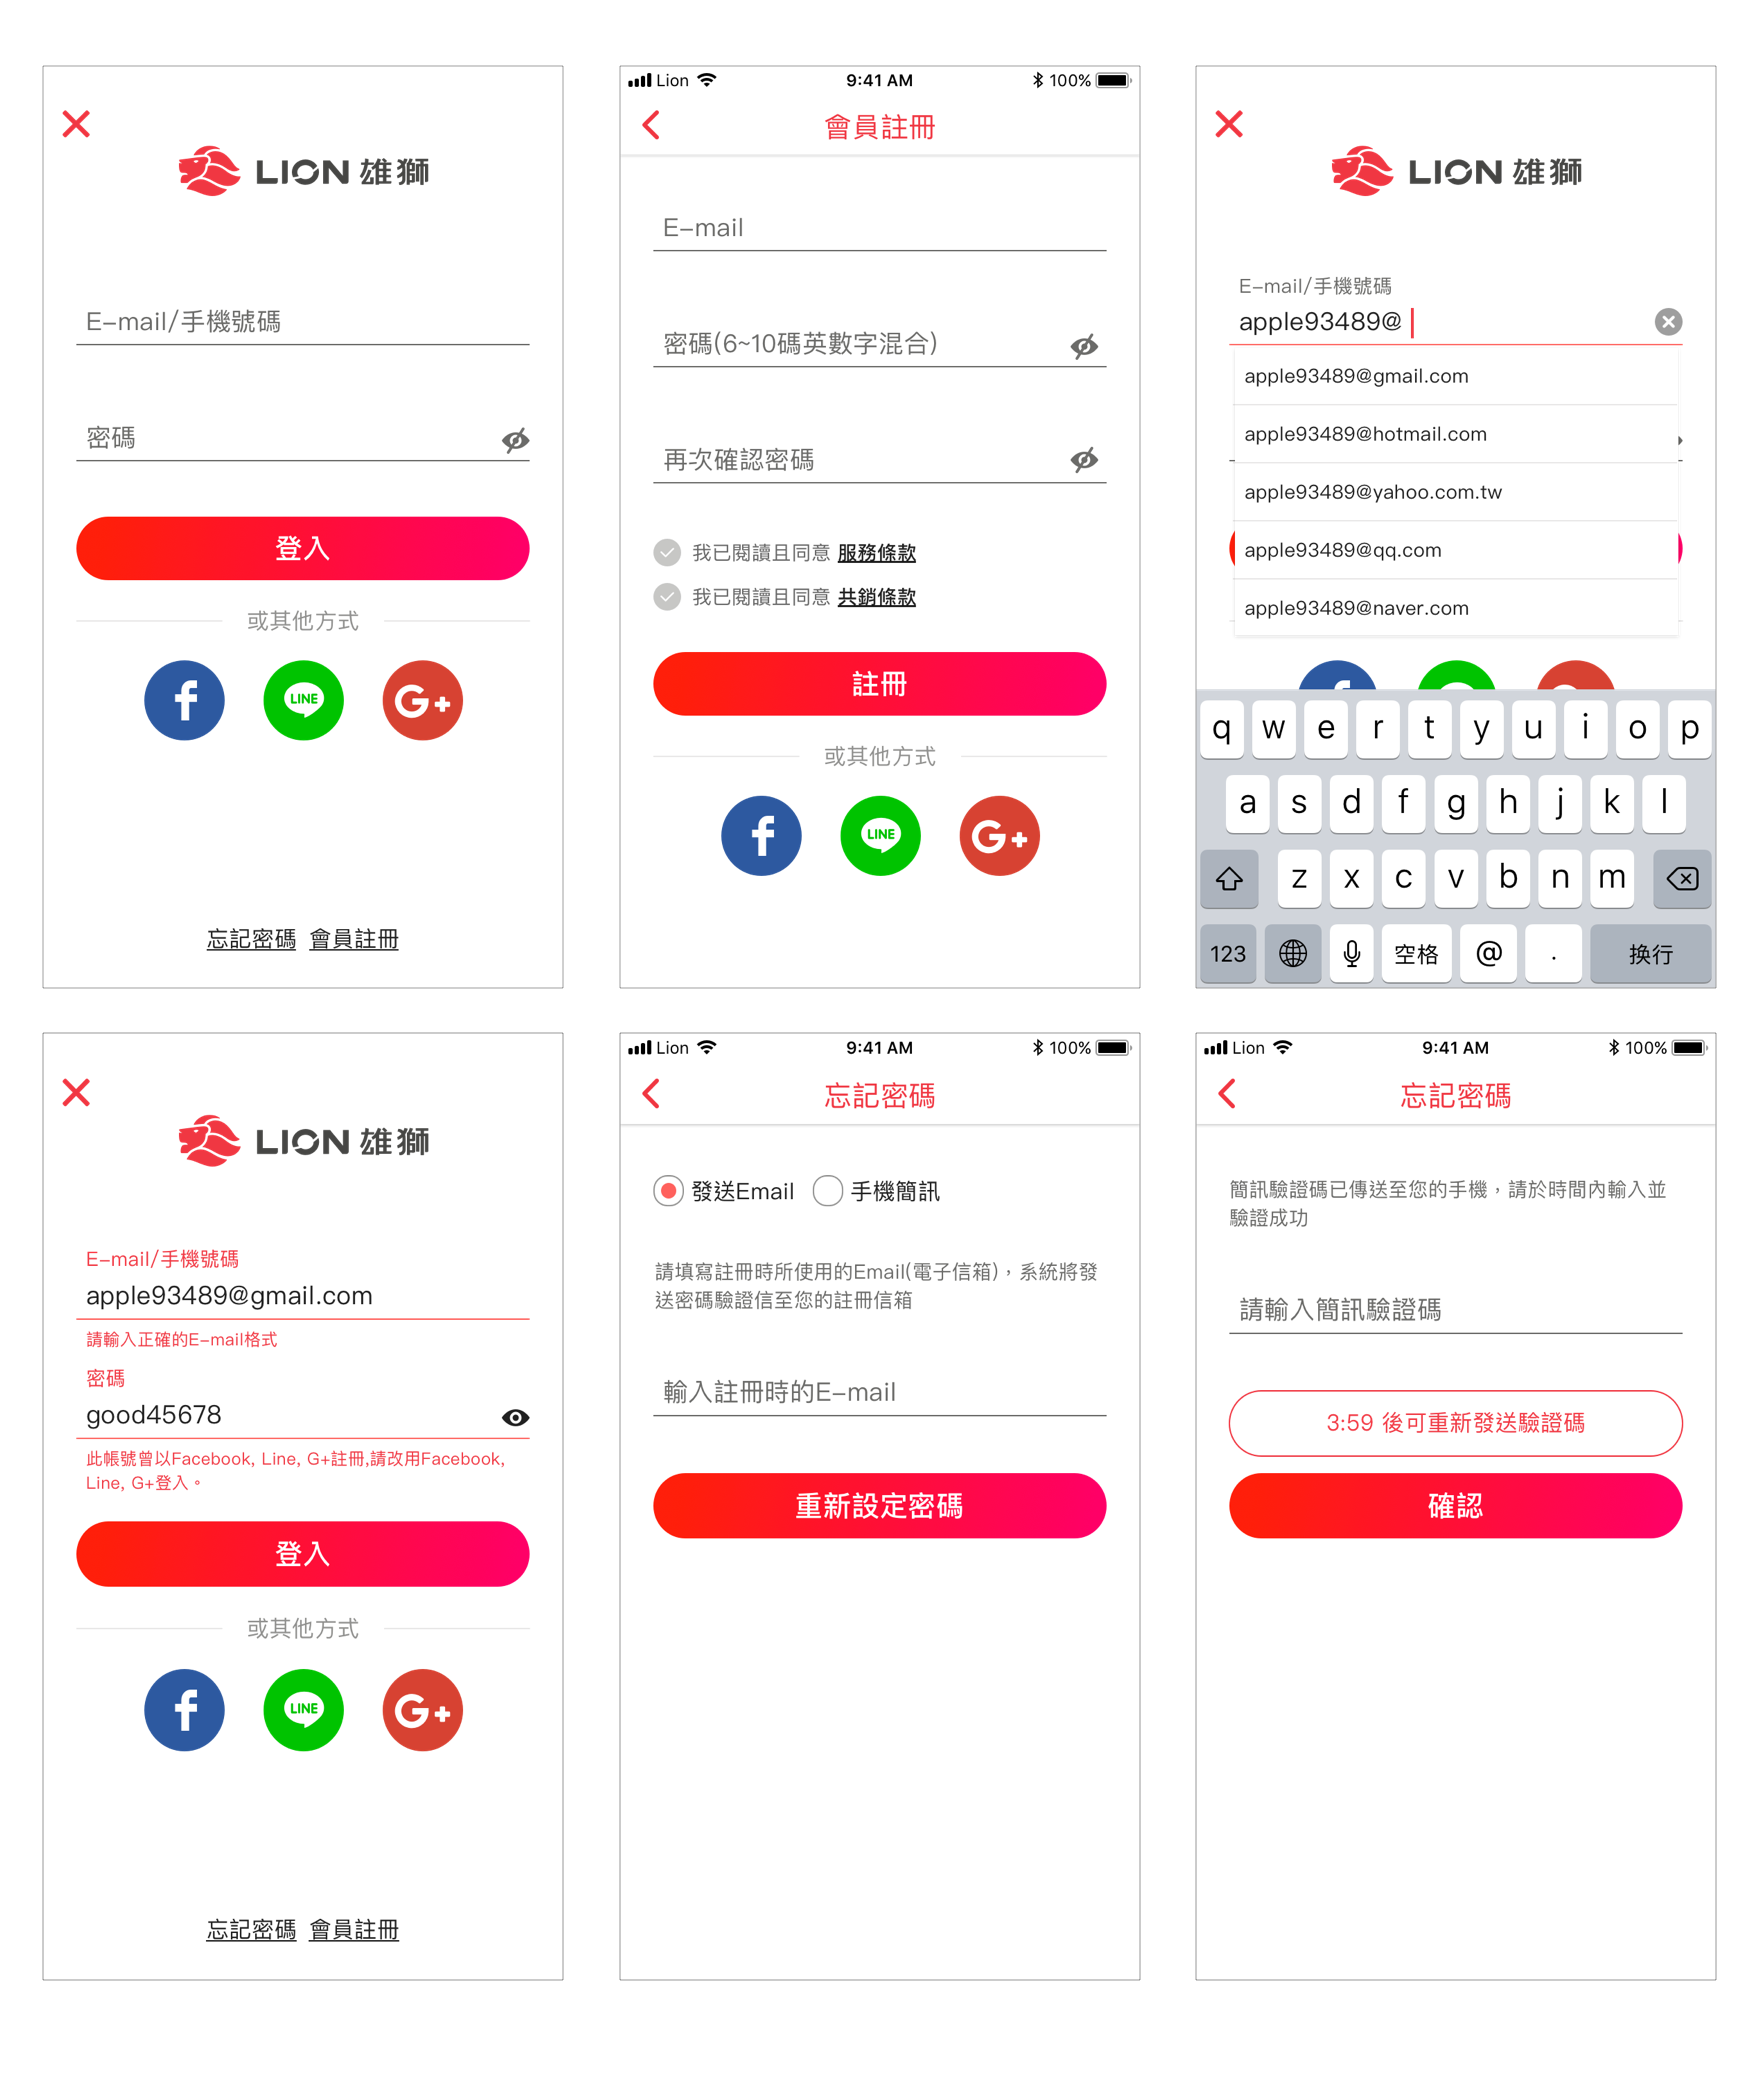 LION 雄獅
E-mail/手機號碼
密碼
登入
或其他方式
f
LINE
G+
忘記密碼 會員註冊
Lion 9:41 AM 100%
會員註冊
E-mail
密碼(6~10碼英數字混合)
再次確認密碼
我已閱讀且同意 服務條款
我已閱讀且同意 共銷條款
註冊
或其他方式
f
LINE
G+
LION 雄獅
E-mail/手機號碼
apple93489@
apple93489@gmail.com
apple93489@hotmail.com
apple93489@yahoo.com.tw
apple93489@qq.com
apple93489@naver.com
q w e r t y u i o p
a s d f g h j k l
z x c v b n m
123 空格 @ . 换行
LION 雄獅
E-mail/手機號碼
apple93489@gmail.com
請輸入正確的E-mail格式
密碼
good45678
此帳號曾以Facebook, Line, G+註冊,請改用Facebook,
Line, G+登入。
登入
或其他方式
f
LINE
G+
忘記密碼 會員註冊
Lion 9:41 AM 100%
忘記密碼
發送Email 手機簡訊
請填寫註冊時所使用的Email(電子信箱)，系統將發
送密碼驗證信至您的註冊信箱
輸入註冊時的E-mail
重新設定密碼
Lion 9:41 AM 100%
忘記密碼
簡訊驗證碼已傳送至您的手機，請於時間內輸入並
驗證成功
請輸入簡訊驗證碼
3:59 後可重新發送驗證碼
確認